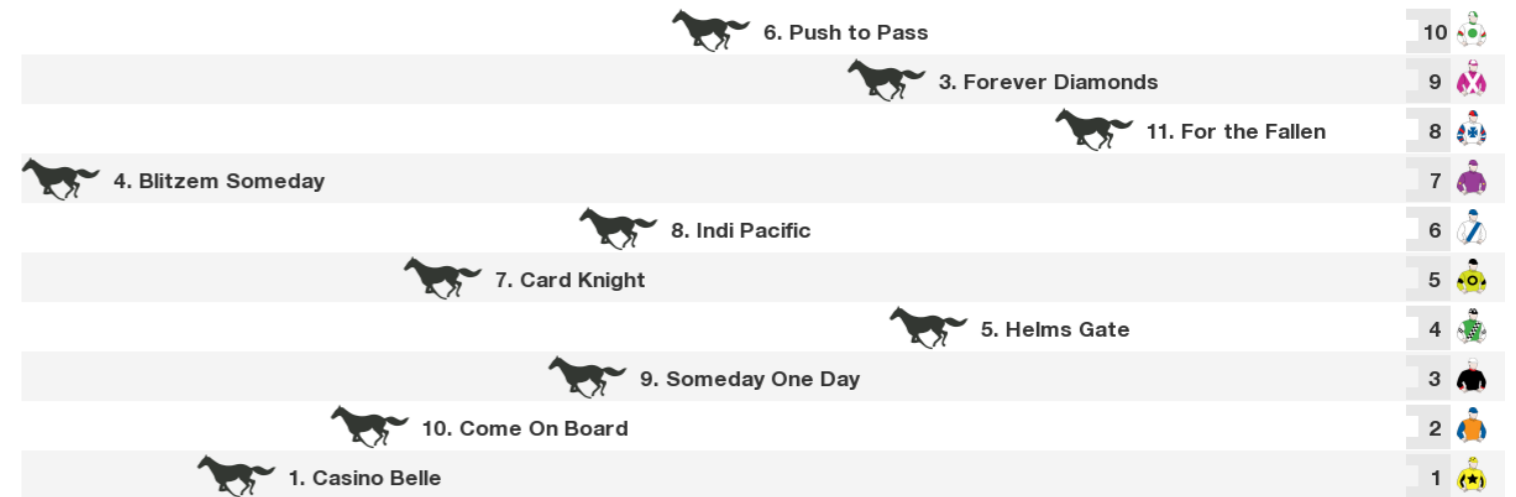 6. Push to Pass 10
3. Forever Diamonds 9
11. For the Fallen 8
4. Blitzem Someday 7
8. Indi Pacific 6
7. Card Knight 5
5. Helms Gate 4
9. Someday One Day 3
10. Come On Board 2
1. Casino Belle 1